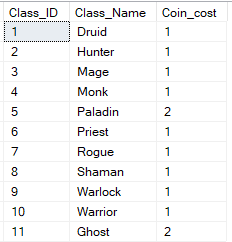 Class_ID Class_Name Coin_cost
1 Druid 1
2 Hunter 1
3 Mage 1
4 Monk 1
5 Paladin 2
6 Priest 1
7 Rogue 1
8 Shaman 1
9 Warlock 1
10 Warrior 1
11 Ghost 2